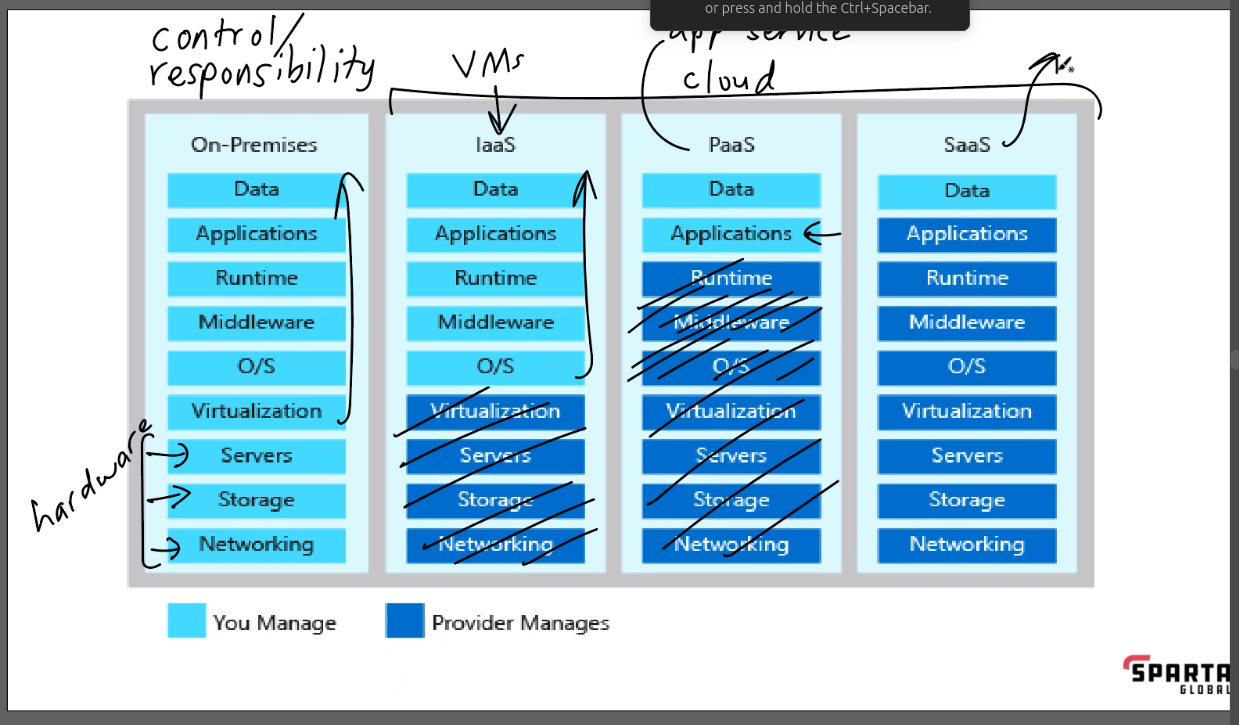 or press and hold the Ctrl+Spacebar.
control/
responsibility
VMs
app service
cloud
hardware
On-Premises
Data
Applications
Runtime
Middleware
O/S
Virtualization
Servers
Storage
Networking
IaaS
Data
Applications
Runtime
Middleware
O/S
Virtualization
Servers
Storage
Networking
PaaS
Data
Applications
Runtime
Middleware
O/S
Virtualization
Servers
Storage
Networking
SaaS
Data
Applications
Runtime
Middleware
O/S
Virtualization
Servers
Storage
Networking
You Manage
Provider Manages
SPARTA
GLOBAL